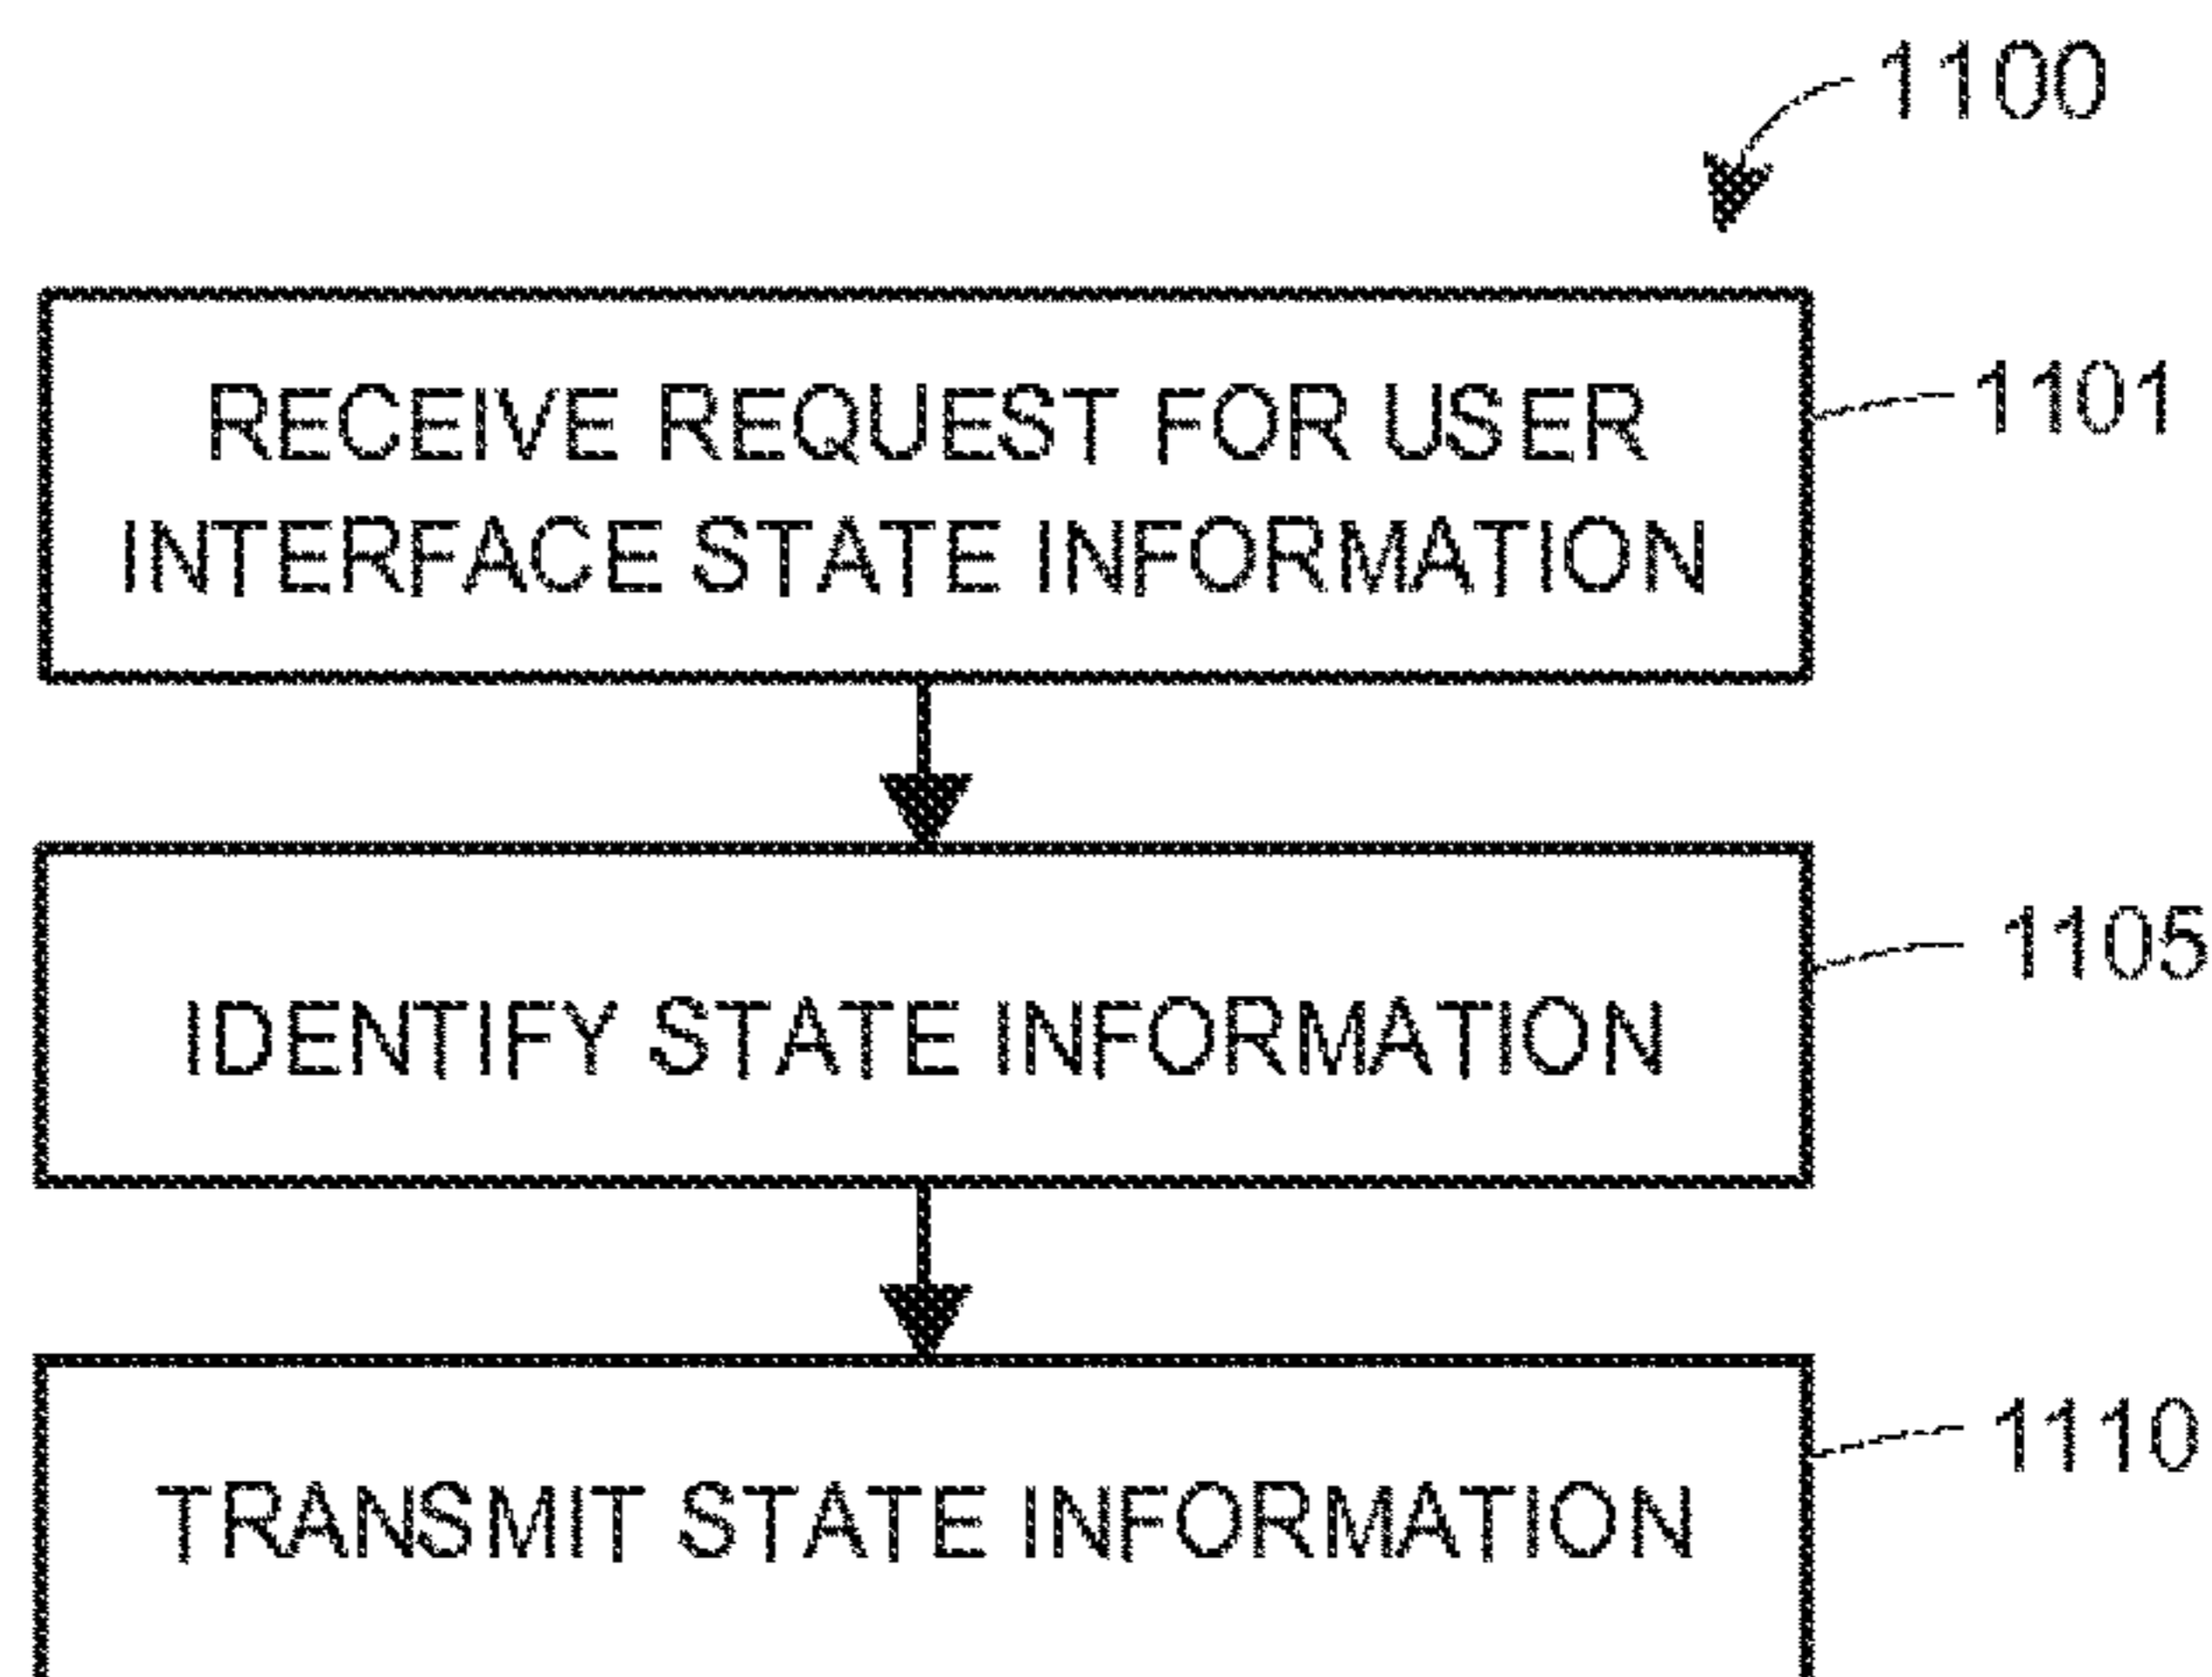 1100
RECEIVE REQUEST FOR USER
INTERFACE STATE INFORMATION
1101
IDENTIFY STATE INFORMATION
1105
TRANSMIT STATE INFORMATION
1110